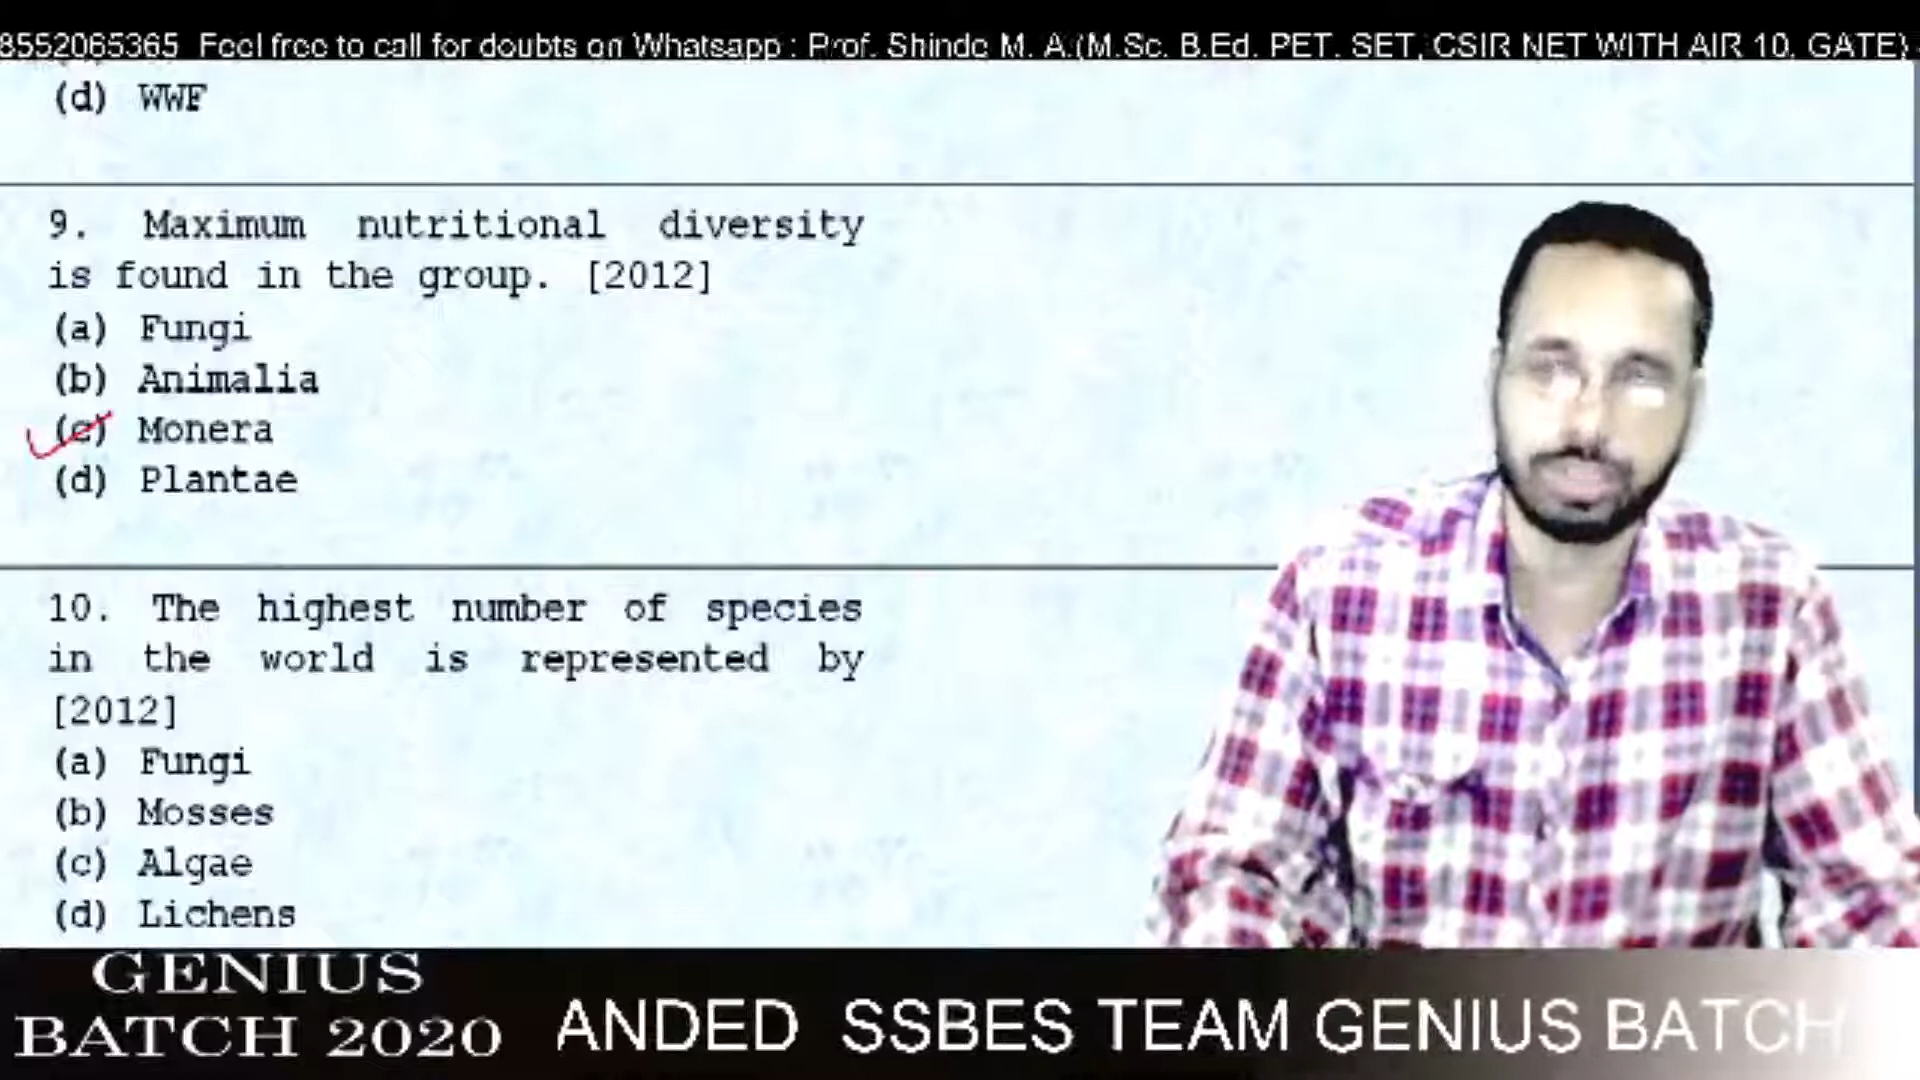 8552065365 Feel free to call for doubts on Whatsapp : Prof. Shinde M. A.(M.Sc. B.Ed. PET. SET, CSIR NET WITH AIR 10, GATE)
(d) WWF
9. Maximum nutritional diversity
is found in the group. [2012]
(a) Fungi
(b) Animalia
(c) Monera
(d) Plantae
10. The highest number of species
in the world is represented by
[2012]
(a) Fungi
(b) Mosses
(c) Algae
(d) Lichens
GENIUS
BATCH 2020
ANDED SSBES TEAM GENIUS BATCH